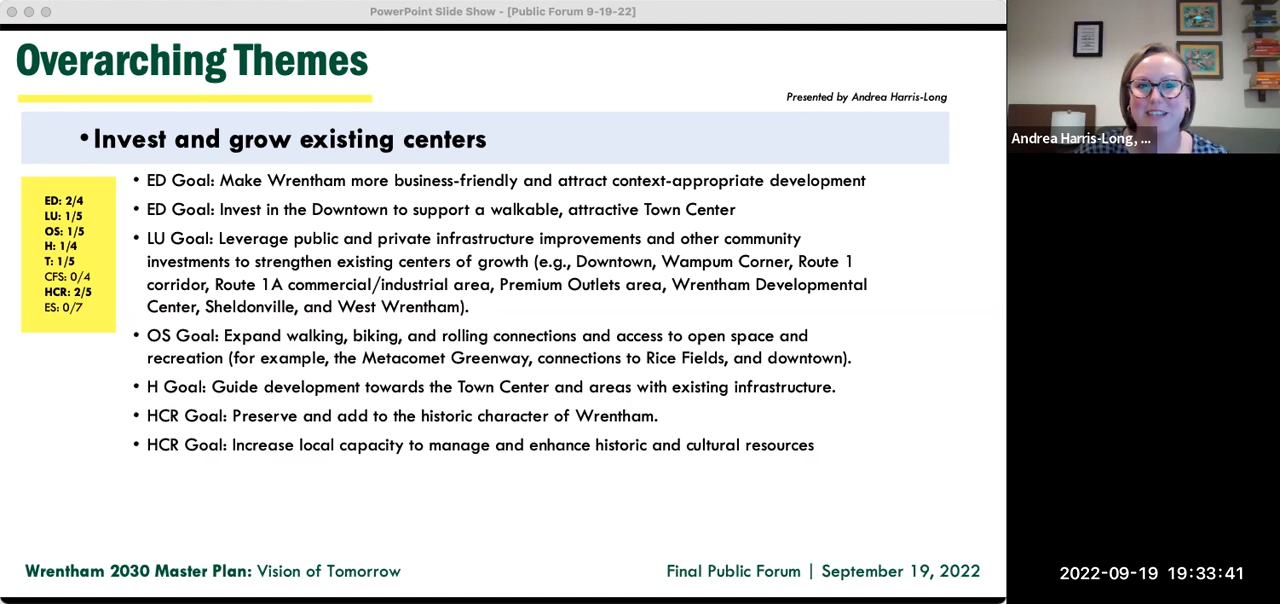 PowerPoint Slide Show - [Public Forum 9-19-22]
Overarching Themes
Presented by Andrea Harris-Long
• Invest and grow existing centers
ED: 2/4
LU: 1/5
OS: 1/5
H: 1/4
T: 1/5
CFS: 0/4
HCR: 2/5
ES: 0/7
• ED Goal: Make Wrentham more business-friendly and attract context-appropriate development
• ED Goal: Invest in the Downtown to support a walkable, attractive Town Center
• LU Goal: Leverage public and private infrastructure improvements and other community
investments to strengthen existing centers of growth (e.g., Downtown, Wampum Corner, Route 1
corridor, Route 1A commercial/industrial area, Premium Outlets area, Wrentham Developmental
Center, Sheldonville, and West Wrentham).
• OS Goal: Expand walking, biking, and rolling connections and access to open space and
recreation (for example, the Metacomet Greenway, connections to Rice Fields, and downtown).
• H Goal: Guide development towards the Town Center and areas with existing infrastructure.
• HCR Goal: Preserve and add to the historic character of Wrentham.
• HCR Goal: Increase local capacity to manage and enhance historic and cultural resources
Wrentham 2030 Master Plan: Vision of Tomorrow
Final Public Forum | September 19, 2022
Andrea Harris-Long, ...
2022-09-19 19:33:41